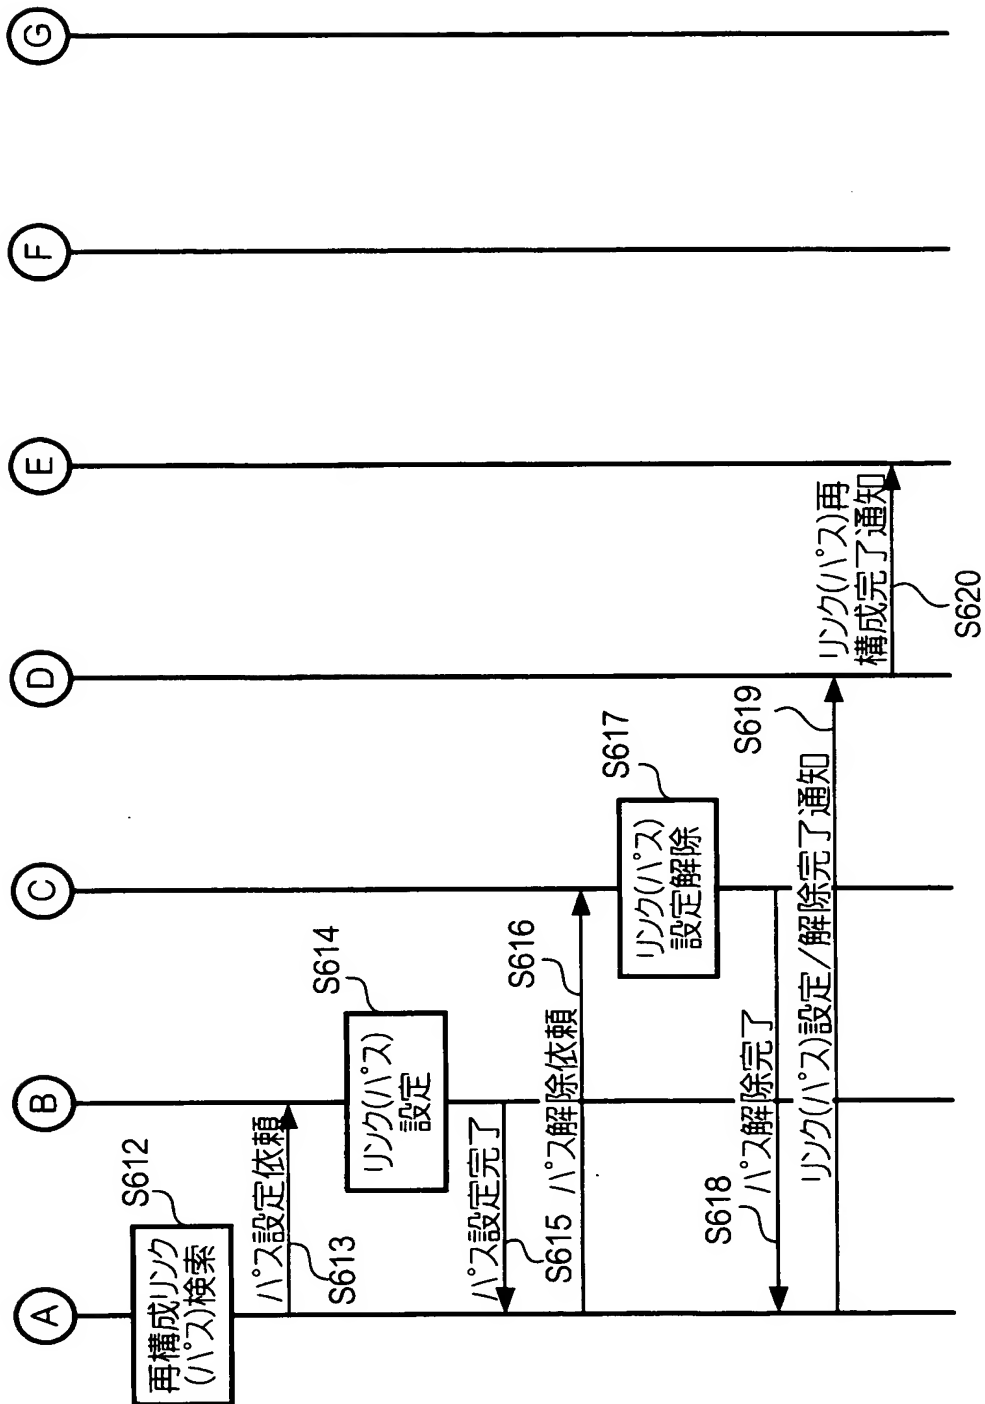 A
B
C
D
E
F
G
S612
再構成リンク
(パス)検索
パス設定依頼
S613
S614
リンク(パス)
設定
パス設定完了
S615
パス解除依頼
S616
S617
リンク(パス)
設定解除
パス解除完了
S618
リンク(パス)設定/解除完了通知
S619
リンク(パス)再
構成完了通知
S620